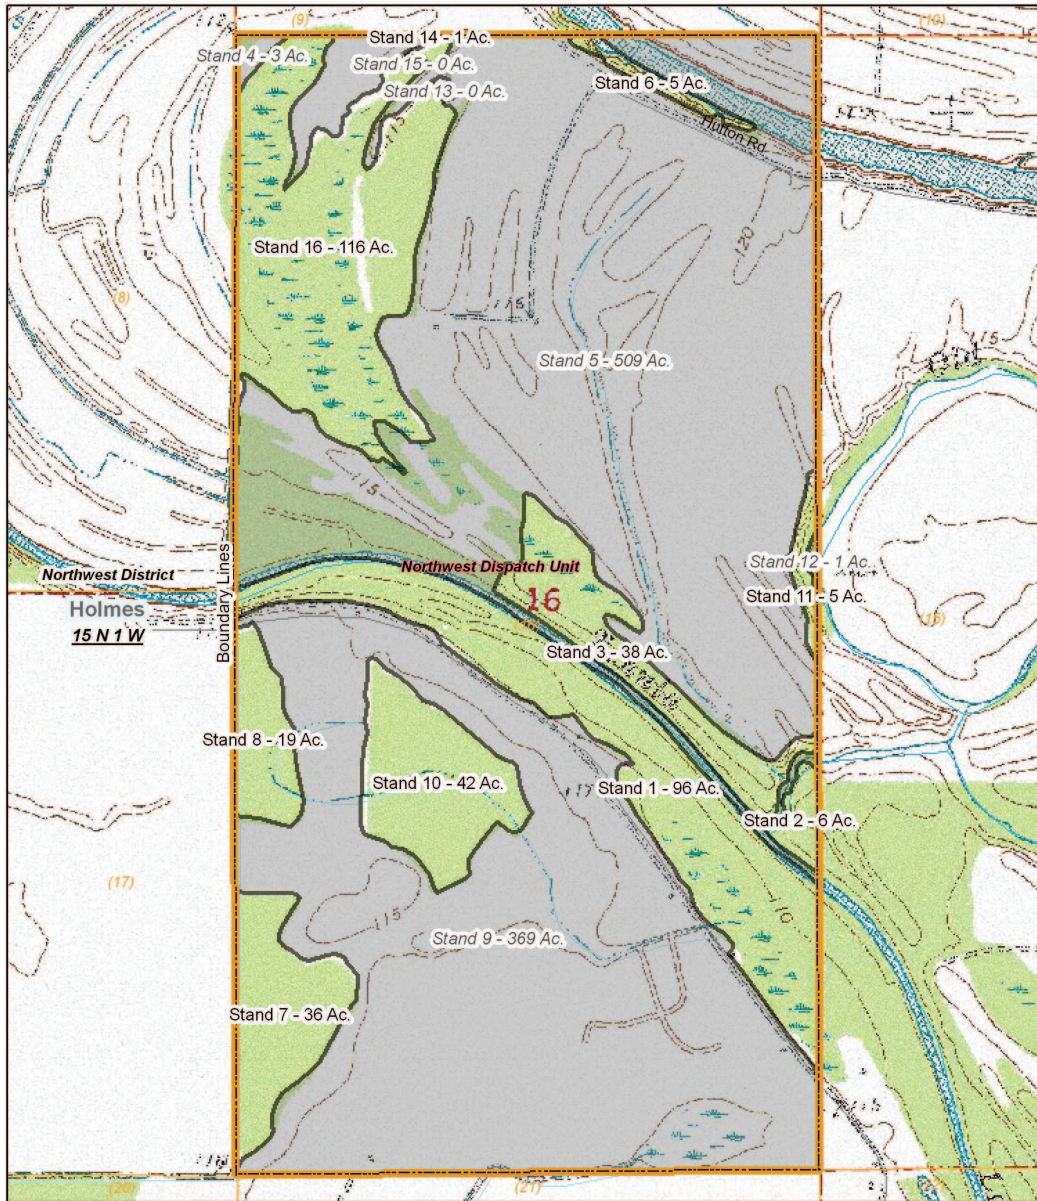 (9)
(10)
Stand 14 - 1 Ac.
Stand 4 - 3 Ac.
Stand 15 - 0 Ac.
Stand 13 - 0 Ac.
Stand 6 - 5 Ac.
Hutton Rd
115
120
Stand 16 - 116 Ac.
(8)
115
115
Stand 5 - 509 Ac.
115
115
Stand 12 - 1 Ac.
Northwest Dispatch Unit
Northwest District
Stand 11 - 5 Ac.
Holmes
16
15 N 1 W
Boundary Lines
(15)
Stand 3 - 38 Ac.
Stand 8 - 19 Ac.
Stand 10 - 42 Ac.
Stand 1 - 96 Ac.
Stand 2 - 6 Ac.
(17)
110
115
Stand 9 - 369 Ac.
Stand 7 - 36 Ac.
(20)
(21)